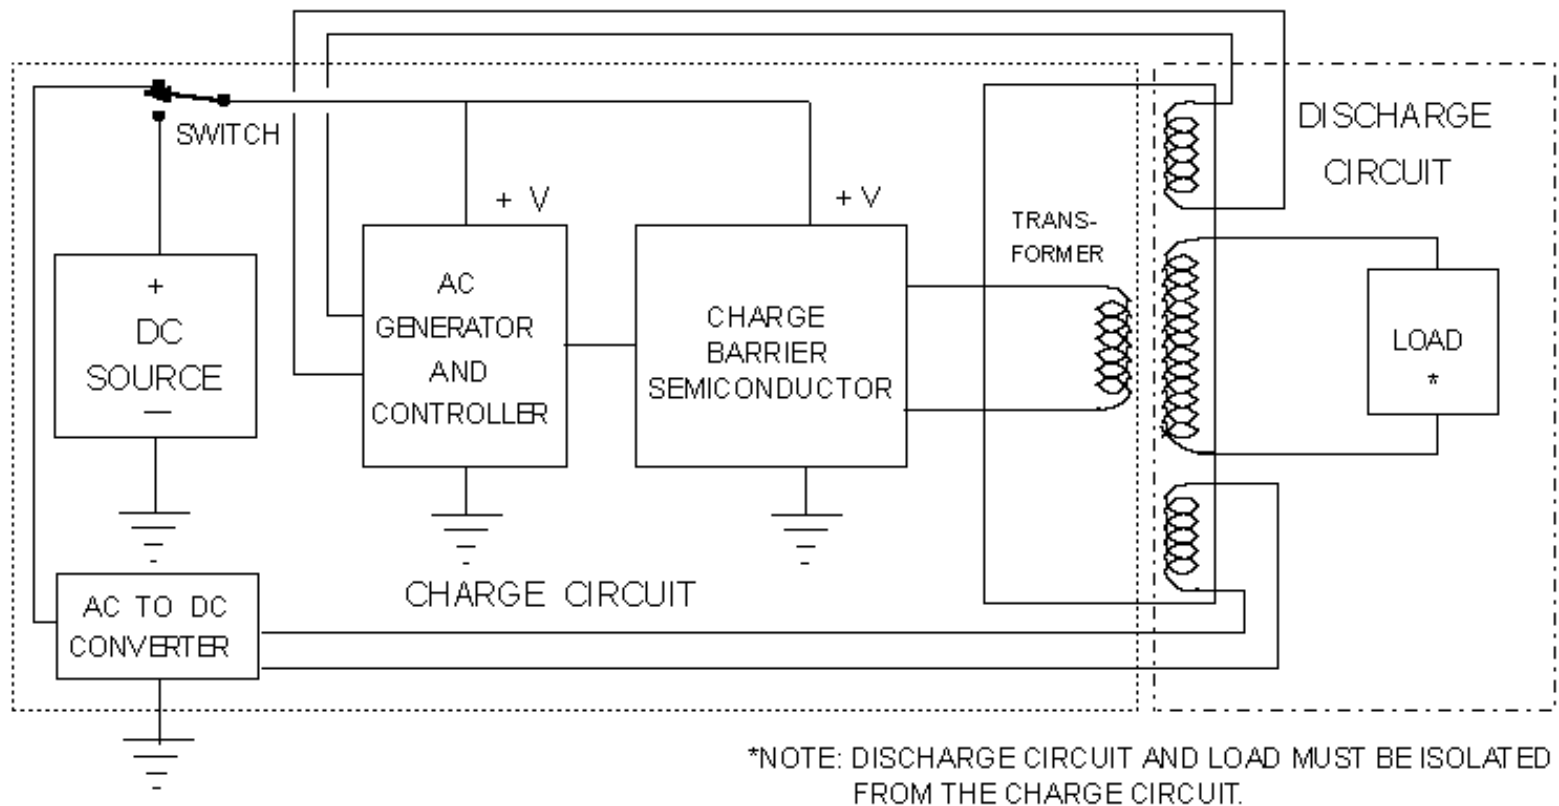 DISCHARGE
CIRCUIT
SWITCH
+ V
+ V
TRANS-
FORMER
+
DC
SOURCE
—
AC
GENERATOR
AND
CONTROLLER
CHARGE
BARRIER
SEMICONDUCTOR
LOAD
*
CHARGE CIRCUIT
AC TO DC
CONVERTER
*NOTE: DISCHARGE CIRCUIT AND LOAD MUST BE ISOLATED
FROM THE CHARGE CIRCUIT.